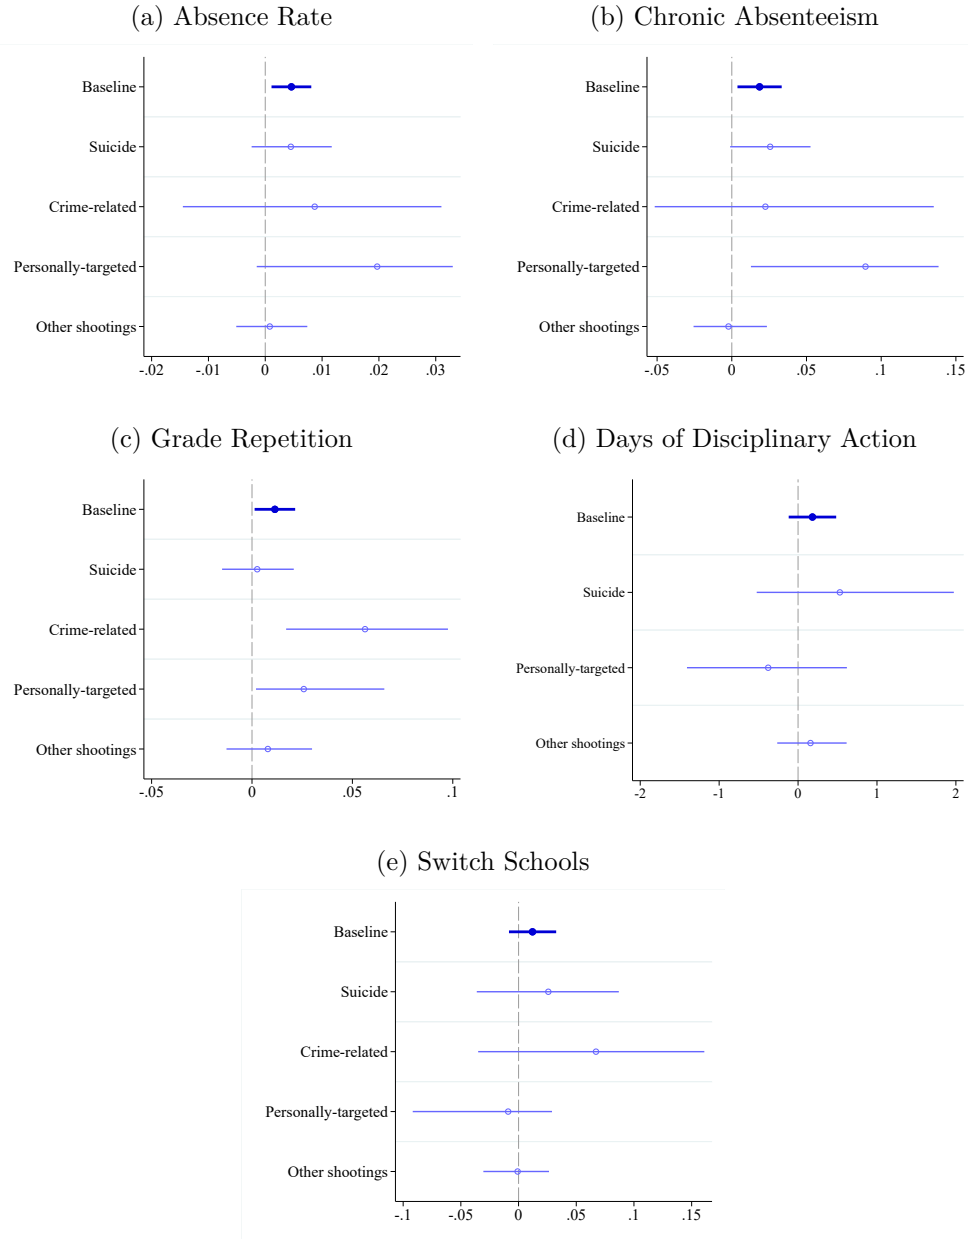 (a) Absence Rate
Baseline
Suicide
Crime-related
Personally-targeted
Other shootings
-.02 -.01 0 .01 .02 .03
(b) Chronic Absenteeism
Baseline
Suicide
Crime-related
Personally-targeted
Other shootings
-.05 0 .05 .1 .15
(c) Grade Repetition
Baseline
Suicide
Crime-related
Personally-targeted
Other shootings
-.05 0 .05 .1
(d) Days of Disciplinary Action
Baseline
Suicide
Personally-targeted
Other shootings
-2 -1 0 1 2
(e) Switch Schools
Baseline
Suicide
Crime-related
Personally-targeted
Other shootings
-.1 -.05 0 .05 .1 .15